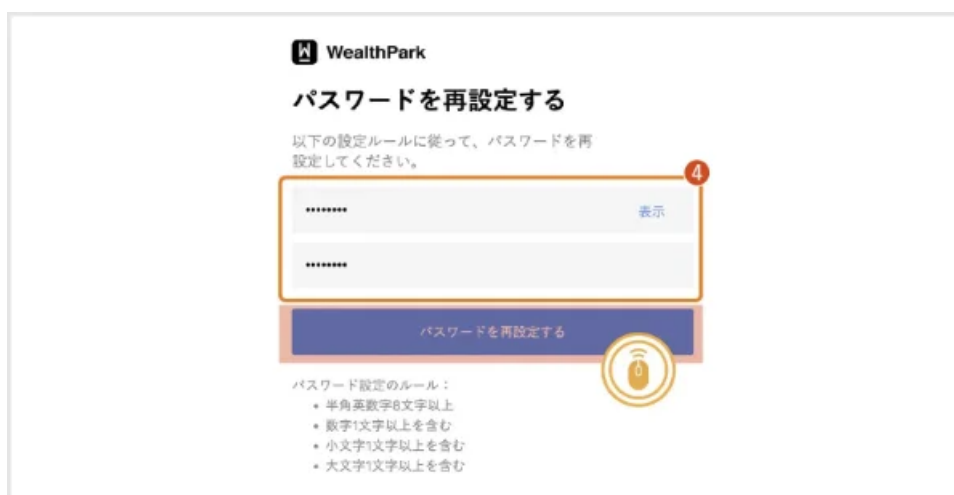 WealthPark
パスワードを再設定する
以下の設定ルールに従って、パスワードを再
設定してください。
4
••••••••
表示
••••••••
パスワードを再設定する
パスワード設定のルール：
• 半角英数字8文字以上
• 数字1文字以上を含む
• 小文字1文字以上を含む
• 大文字1文字以上を含む